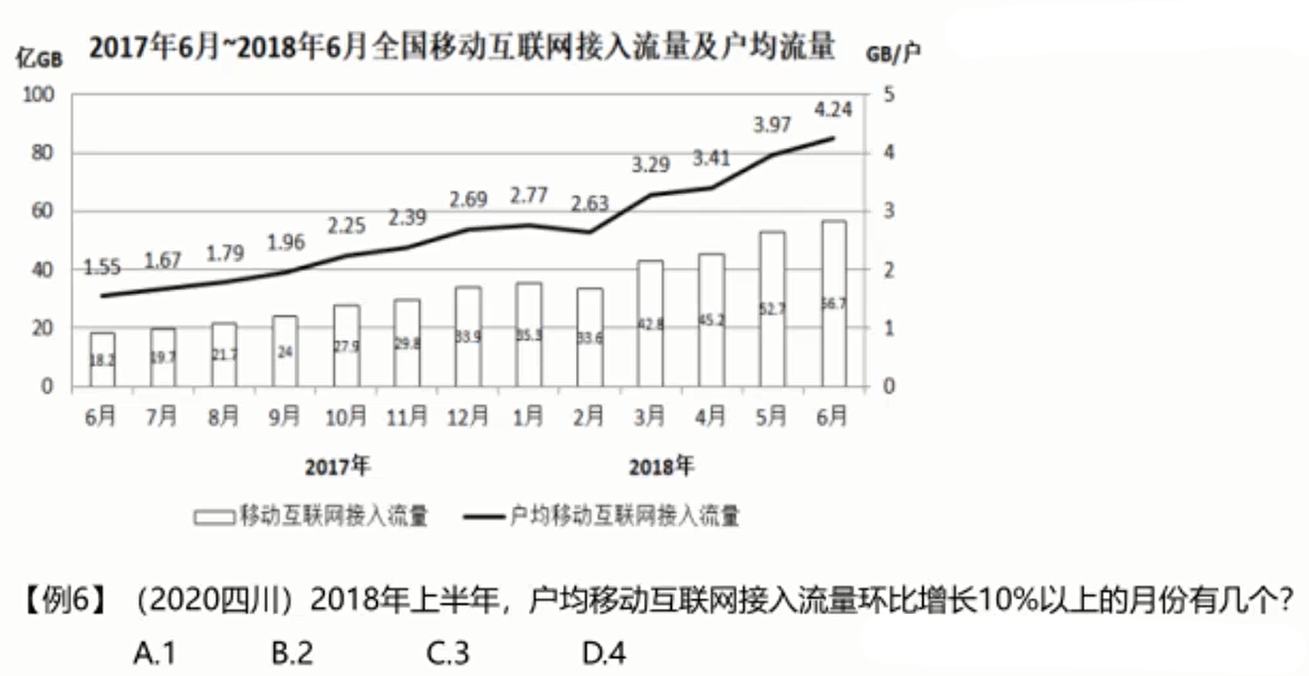 2017年6月~2018年6月全国移动互联网接入流量及户均流量
亿GB
GB/户
100
80
60
40
20
0
5
4
3
2
1
0
1.55 1.67 1.79 1.96 2.25 2.39 2.69 2.77 2.63 3.29 3.41 3.97 4.24
18.2 19.7 21.7 24 27.9 29.8 33.9 35.3 33.6 42.8 45.2 52.7 56.7
6月 7月 8月 9月 10月 11月 12月 1月 2月 3月 4月 5月 6月
2017年 2018年
移动互联网接入流量 户均移动互联网接入流量
【例6】（2020四川）2018年上半年，户均移动互联网接入流量环比增长10%以上的月份有几个？
A.1 B.2 C.3 D.4